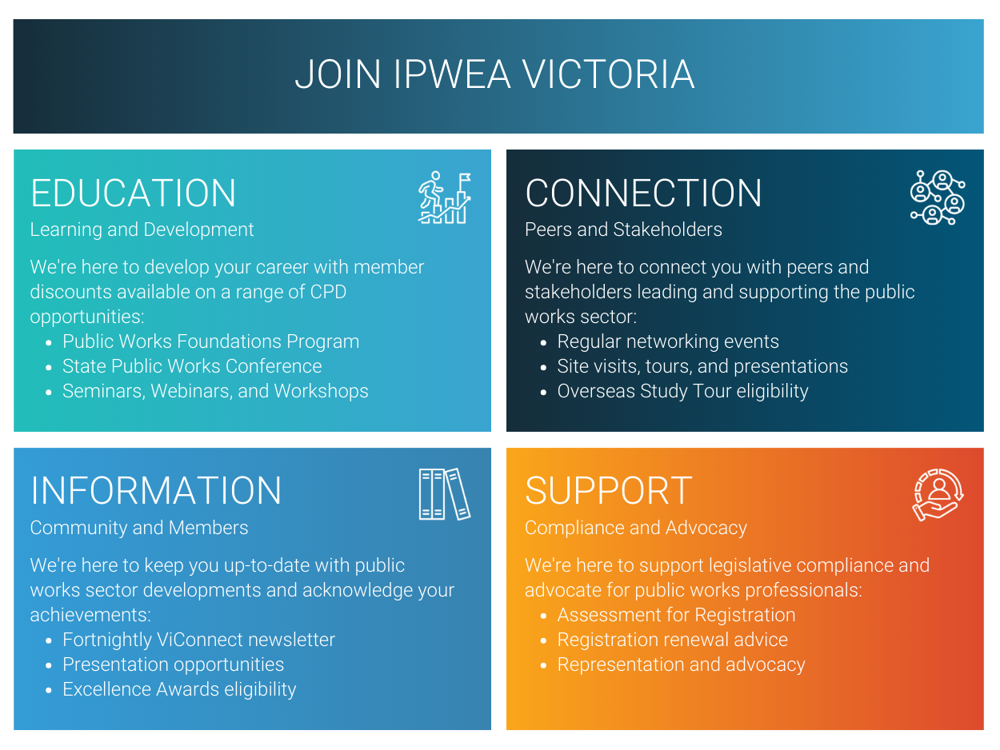 JOIN IPWEA VICTORIA
EDUCATION
Learning and Development
We're here to develop your career with member
discounts available on a range of CPD
opportunities:
• Public Works Foundations Program
• State Public Works Conference
• Seminars, Webinars, and Workshops
CONNECTION
Peers and Stakeholders
We're here to connect you with peers and
stakeholders leading and supporting the public
works sector:
• Regular networking events
• Site visits, tours, and presentations
• Overseas Study Tour eligibility
INFORMATION
Community and Members
We're here to keep you up-to-date with public
works sector developments and acknowledge your
achievements:
• Fortnightly ViConnect newsletter
• Presentation opportunities
• Excellence Awards eligibility
SUPPORT
Compliance and Advocacy
We're here to support legislative compliance and
advocate for public works professionals:
• Assessment for Registration
• Registration renewal advice
• Representation and advocacy